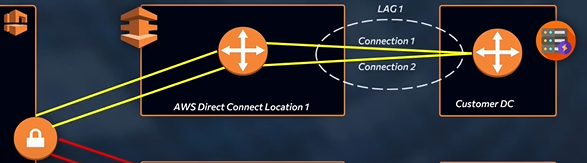 LAG 1
Connection 1
Connection 2
AWS Direct Connect Location 1
Customer DC